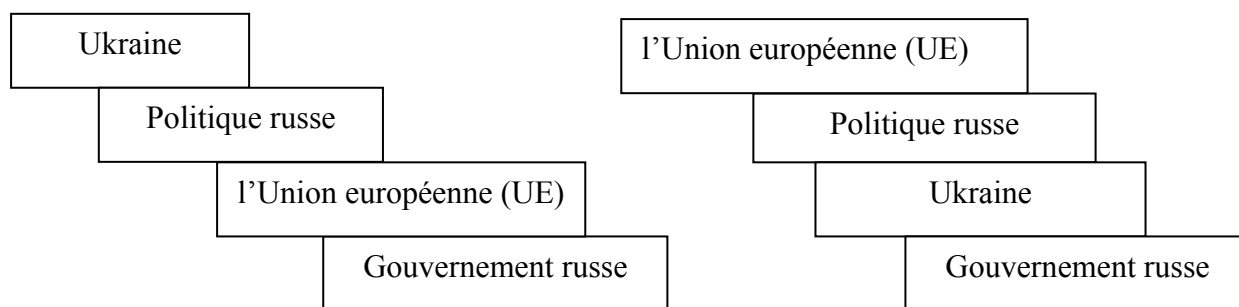 Ukraine
Politique russe
l’Union européenne (UE)
Gouvernement russe
l’Union européenne (UE)
Politique russe
Ukraine
Gouvernement russe